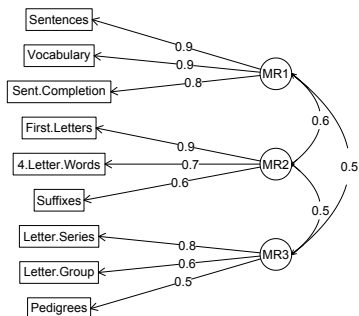 Sentences
0.9
Vocabulary
0.9
MR1
Sent.Completion
0.8
0.6
First.Letters
0.9
4.Letter.Words
0.7
MR2
0.5
Suffixes
0.6
0.5
Letter.Series
0.8
MR3
Letter.Group
0.6
Pedigrees
0.5